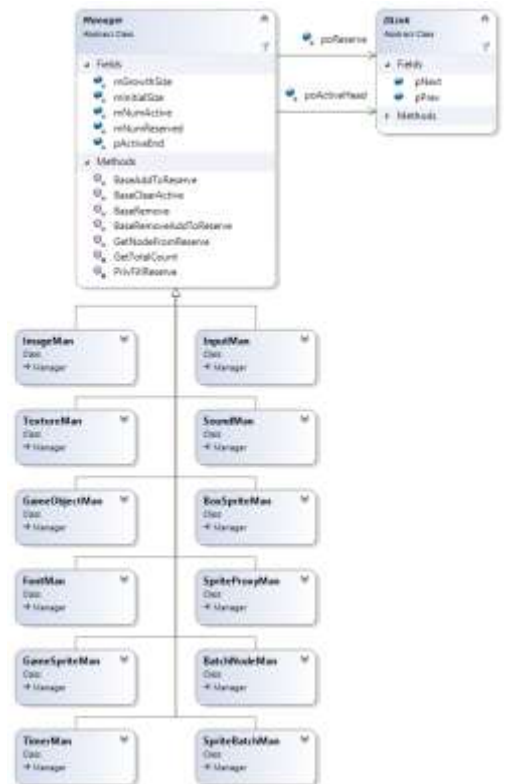 Manager
Abstract Class
Fields
mGrowthSize
mInitialSize
mNumActive
mNumReserved
pActiveEnd
Methods
BaseAddToReserve
BaseClearActive
BaseRemove
BaseRemoveAddToReserve
GetNodeFromReserve
GetTotalCount
PrivFillReserve
poReserve
poActiveHead
DLink
Abstract Class
Fields
pNext
pPrev
Methods
ImageMan
Class
→ Manager
InputMan
Class
→ Manager
TextureMan
Class
→ Manager
SoundMan
Class
→ Manager
GameObjectMan
Class
→ Manager
BoxSpriteMan
Class
→ Manager
FontMan
Class
→ Manager
SpriteProxyMan
Class
→ Manager
GameSpriteMan
Class
→ Manager
BatchNodeMan
Class
→ Manager
TimerMan
Class
→ Manager
SpriteBatchMan
Class
→ Manager